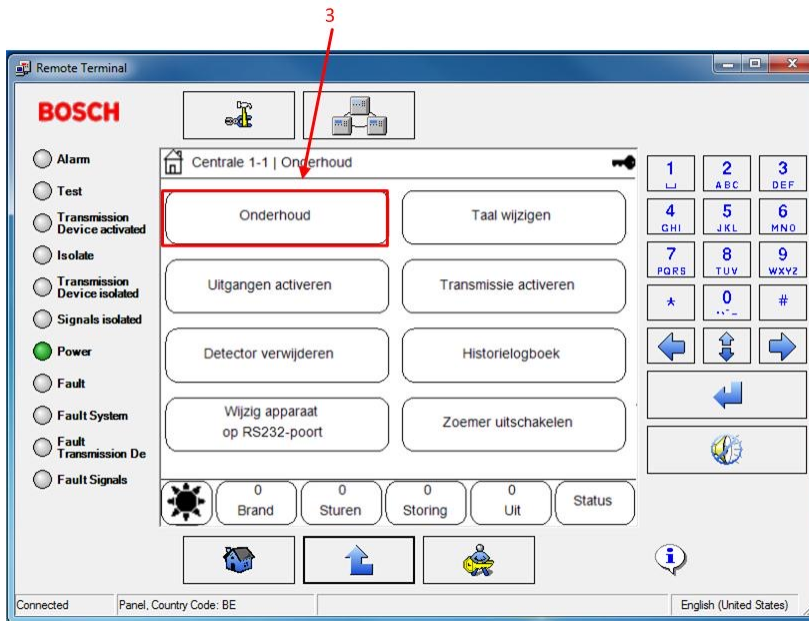 3
Remote Terminal
BOSCH
Alarm
Test
Transmission
Device activated
Isolate
Transmission
Device isolated
Signals isolated
Power
Fault
Fault System
Fault
Transmission De
Fault Signals
Centrale 1-1 | Onderhoud
Onderhoud
Taal wijzigen
Uitgangen activeren
Transmissie activeren
Detector verwijderen
Historielogboek
Wijzig apparaat
op RS232-poort
Zoemer uitschakelen
0
Brand
0
Sturen
0
Storing
0
Uit
Status
1
2
ABC
3
DEF
4
GHI
5
JKL
6
MNO
7
PQRS
8
TUV
9
WXYZ
*
0
#
Connected
Panel, Country Code: BE
English (United States)